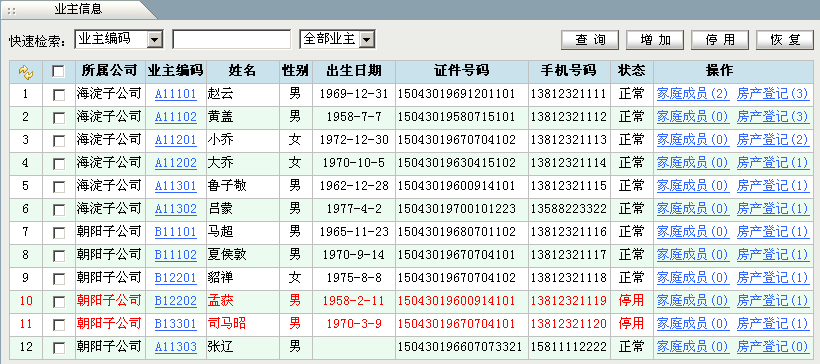 业主信息
快速检索: 业主编码 全部业主 查 询 增 加 停 用 恢 复
所属公司 业主编码 姓名 性别 出生日期 证件号码 手机号码 状态 操作
1 海淀子公司 A11101 赵云 男 1969-12-31 15043019691201101 13812321111 正常 家庭成员(2) 房产登记(3)
2 海淀子公司 A11102 黄盖 男 1958-7-7 15043019580715101 13812321112 正常 家庭成员(0) 房产登记(3)
3 海淀子公司 A11201 小乔 女 1972-12-30 15043019670704102 13812321113 正常 家庭成员(0) 房产登记(2)
4 海淀子公司 A11202 大乔 女 1970-10-5 15043019630415102 13812321114 正常 家庭成员(0) 房产登记(1)
5 海淀子公司 A11301 鲁子敬 男 1962-12-28 15043019600914101 13812321115 正常 家庭成员(0) 房产登记(1)
6 海淀子公司 A11302 吕蒙 男 1977-4-2 15043019700101223 13588223322 正常 家庭成员(0) 房产登记(1)
7 朝阳子公司 B11101 马超 男 1965-11-23 15043019680701102 13812321116 正常 家庭成员(0) 房产登记(1)
8 朝阳子公司 B11102 夏侯敦 男 1970-9-14 15043019670704101 13812321117 正常 家庭成员(0) 房产登记(1)
9 朝阳子公司 B12201 貂禅 女 1975-8-8 15043019670704102 13812321118 正常 家庭成员(0) 房产登记(1)
10 朝阳子公司 B12202 孟获 男 1958-2-11 15043019600914101 13812321119 停用 家庭成员(0) 房产登记(1)
11 朝阳子公司 B13301 司马昭 男 1970-3-9 15043019670704101 13812321120 停用 家庭成员(0) 房产登记(1)
12 朝阳子公司 A11303 张辽 男 150430196607073321 15811112222 正常 家庭成员(0) 房产登记(0)